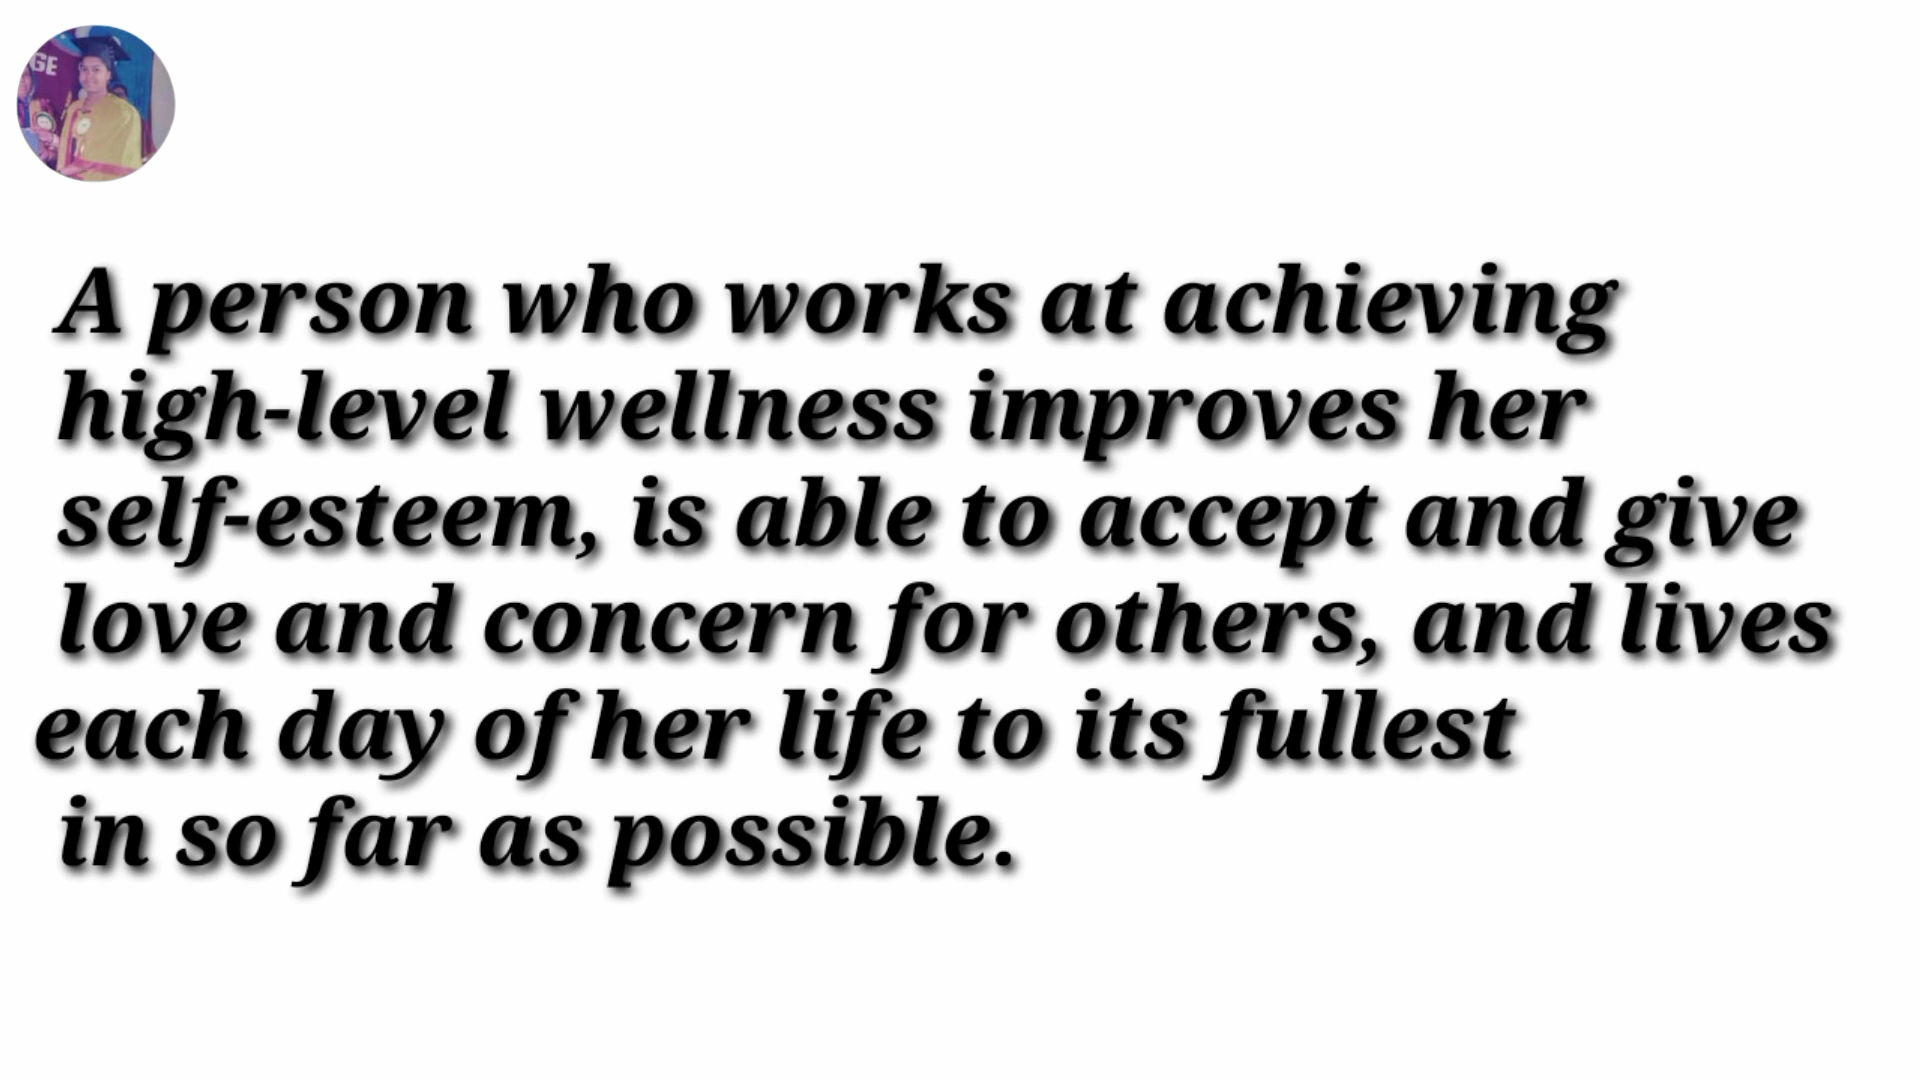 GE
A person who works at achieving
high-level wellness improves her
self-esteem, is able to accept and give
love and concern for others, and lives
each day of her life to its fullest
in so far as possible.